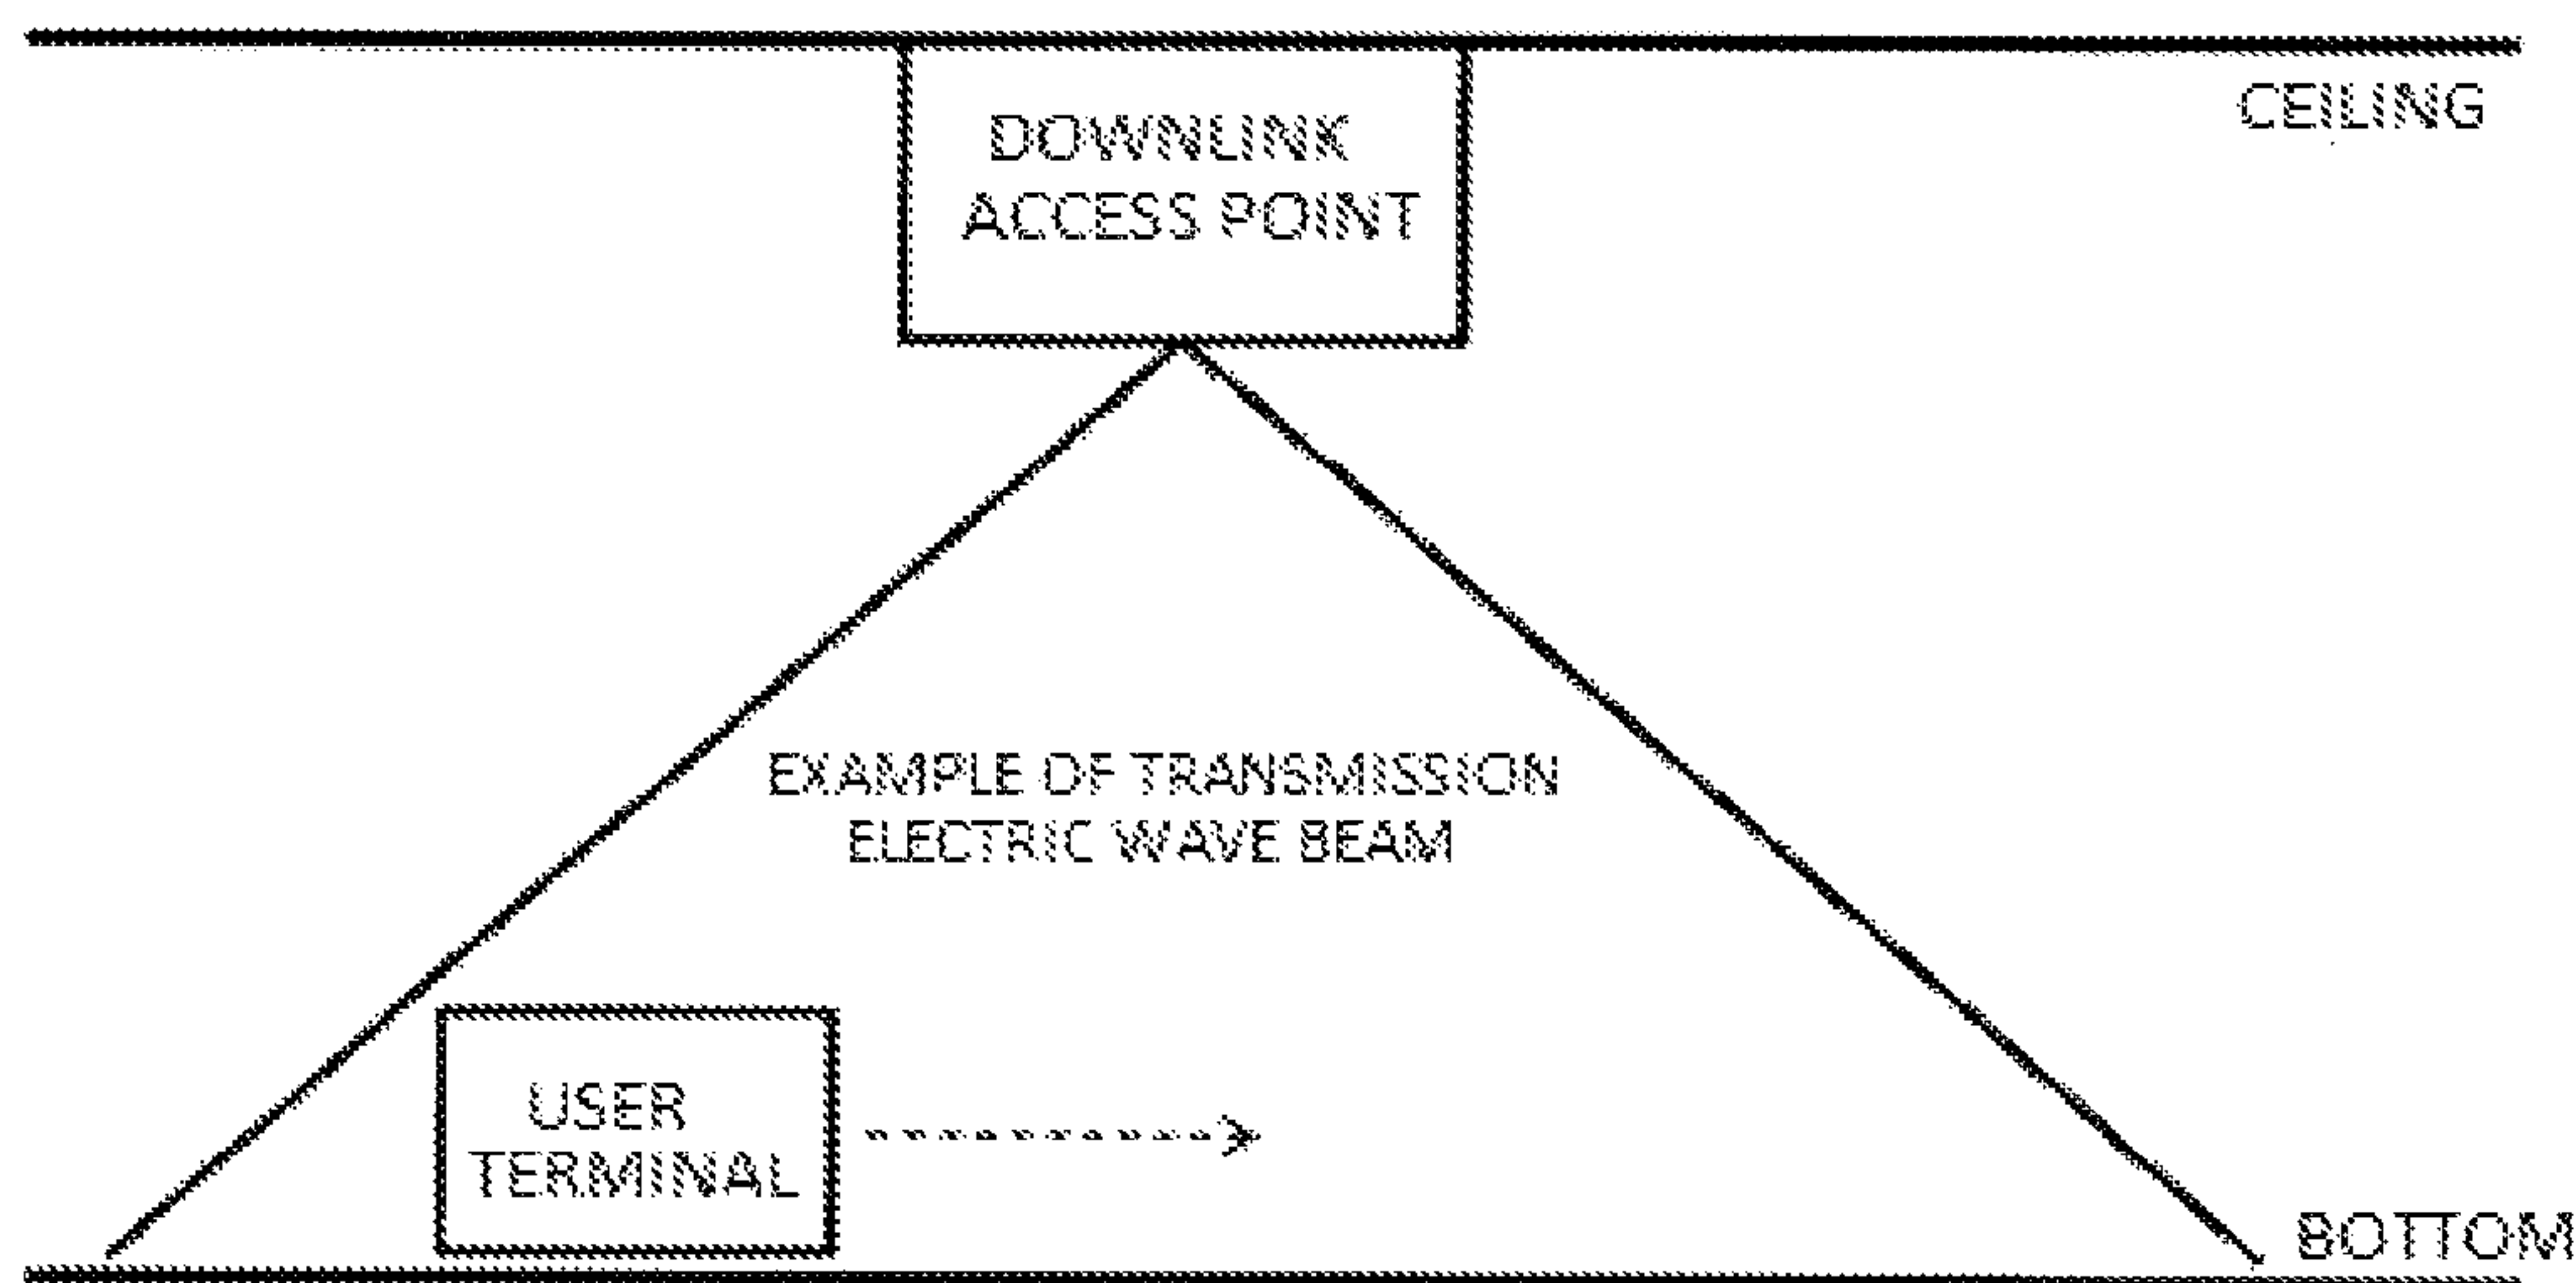 CEILING
DOWNLINK
ACCESS POINT
EXAMPLE OF TRANSMISSION
ELECTRIC WAVE BEAM
USER
TERMINAL
BOTTOM